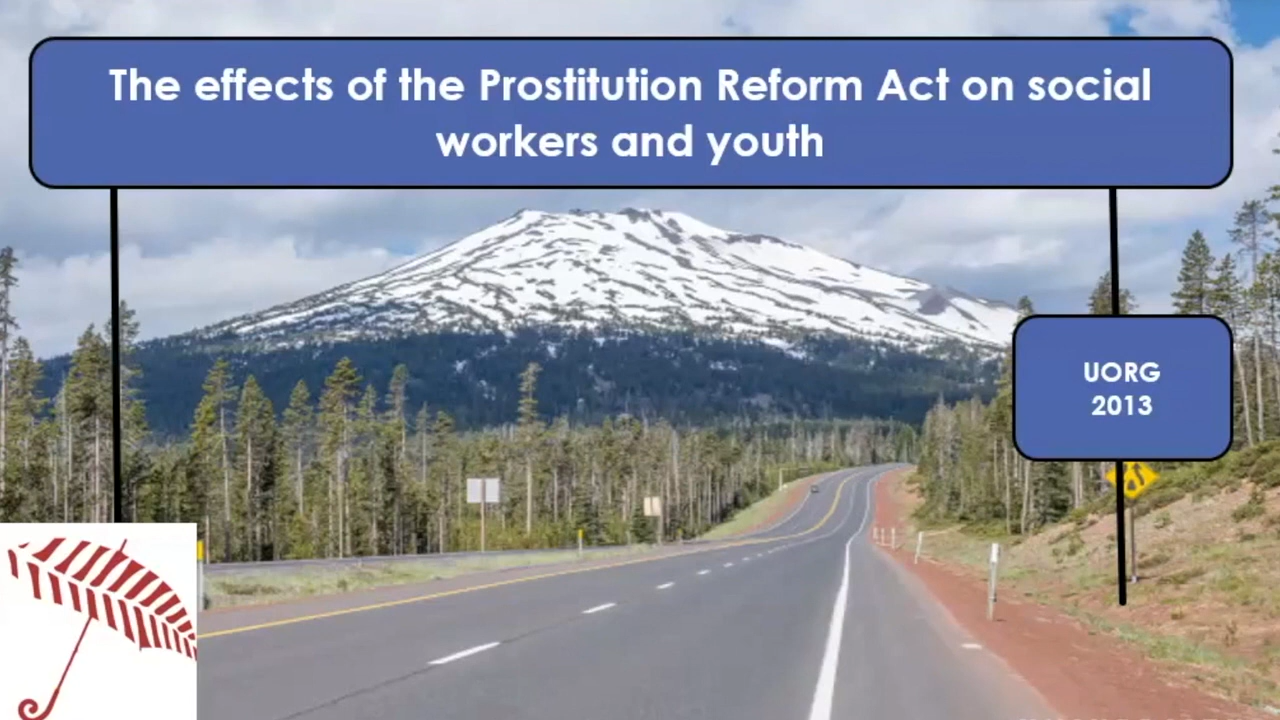 The effects of the Prostitution Reform Act on social
workers and youth
UORG
2013